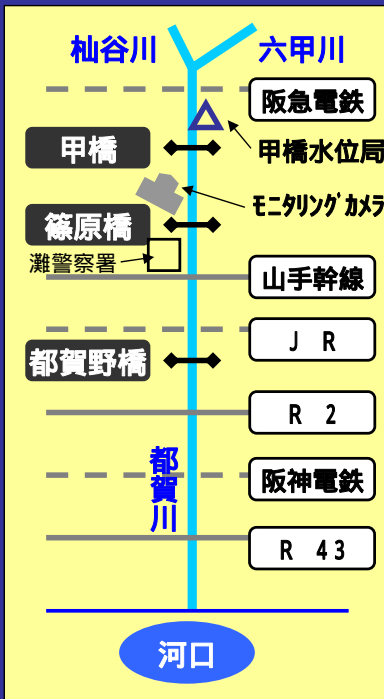 杣谷川
六甲川
阪急電鉄
甲橋
甲橋水位局
モニタリングカメラ
篠原橋
灘警察署
山手幹線
J R
都賀野橋
R 2
都賀川
阪神電鉄
R 43
河口